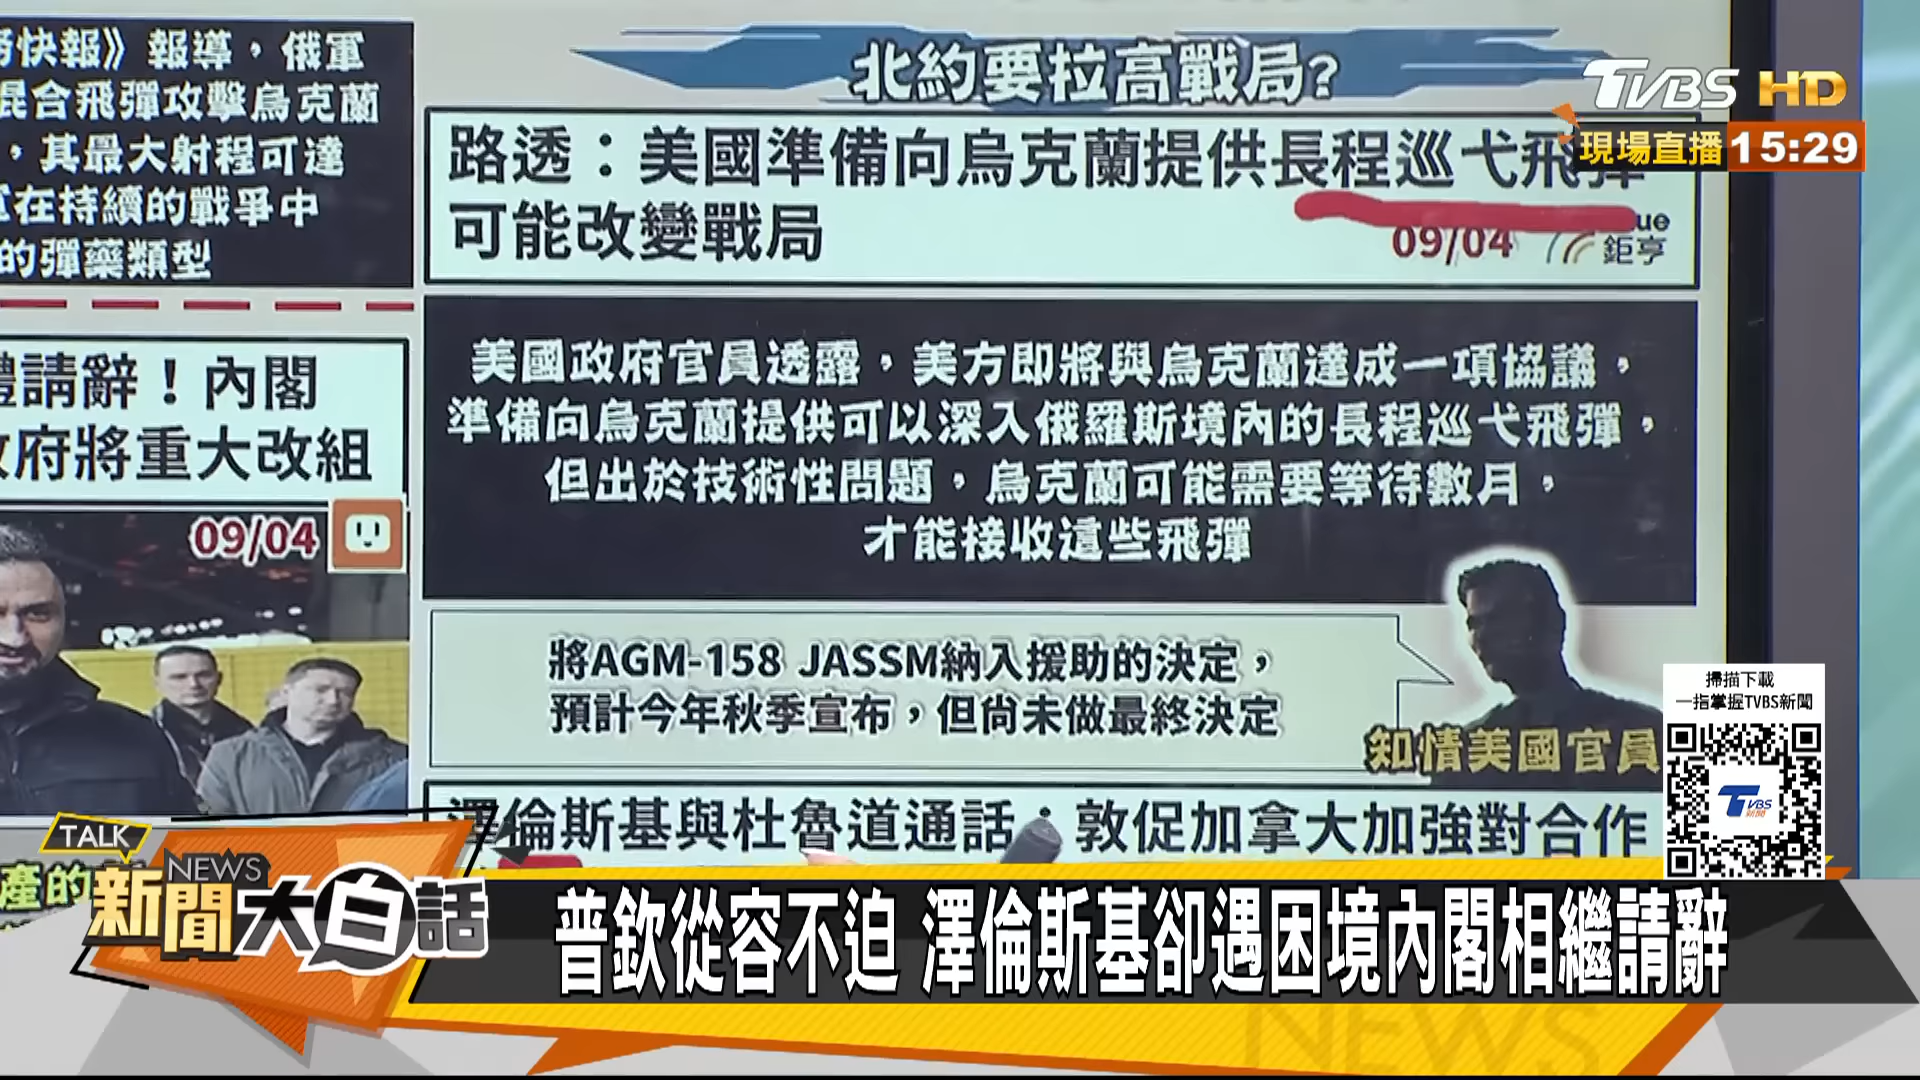 快報》報導，俄軍
混合飛彈攻擊烏克蘭
，其最大射程可達
在持續的戰爭中
的彈藥類型
請辭！內閣
府將重大改組
09/04
北約要拉高戰局?
TVBS HD
現場直播 15:29
路透：美國準備向烏克蘭提供長程巡弋飛彈
可能改變戰局
09/04
鉅亨
美國政府官員透露，美方即將與烏克蘭達成一項協議，
準備向烏克蘭提供可以深入俄羅斯境內的長程巡弋飛彈，
但出於技術性問題，烏克蘭可能需要等待數月，
才能接收這些飛彈
將AGM-158 JASSM納入援助的決定，
預計今年秋季宣布，但尚未做最終決定
知情美國官員
澤倫斯基與杜魯道通話：敦促加拿大加強對合作
掃描下載
一指掌握TVBS新聞
TVBS
新聞
產的
TALK
NEWS
新聞大白話
普欽從容不迫 澤倫斯基卻遇困境內閣相繼請辭
NEWS